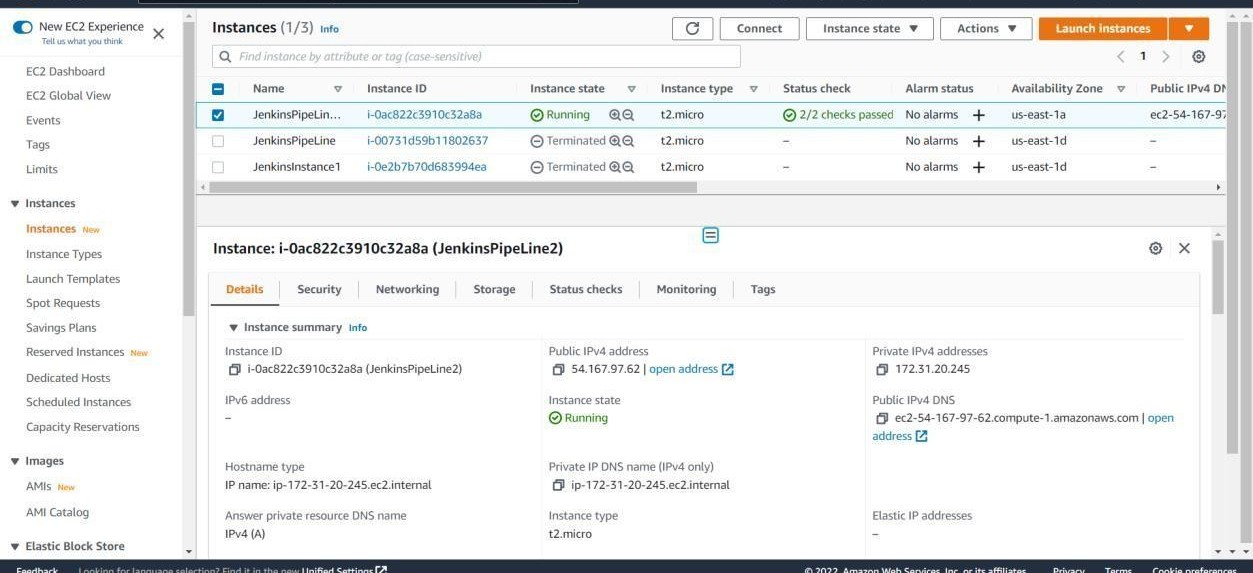 New EC2 Experience
Tell us what you think
EC2 Dashboard
EC2 Global View
Events
Tags
Limits
Instances
Instances New
Instance Types
Launch Templates
Spot Requests
Savings Plans
Reserved Instances New
Dedicated Hosts
Scheduled Instances
Capacity Reservations
Images
AMIs New
AMI Catalog
Elastic Block Store
Instances (1/3) Info
Connect
Instance state
Actions
Launch instances
Find instance by attribute or tag (case-sensitive)
1
Name Instance ID Instance state Instance type Status check Alarm status Availability Zone Public IPv4 DN
JenkinsPipeLin... i-0ac822c3910c32a8a Running t2.micro 2/2 checks passed No alarms + us-east-1a ec2-54-167-97
JenkinsPipeLine i-00731d59b11802637 Terminated t2.micro – No alarms + us-east-1d –
JenkinsInstance1 i-0e2b7b70d683994ea Terminated t2.micro – No alarms + us-east-1d –
Instance: i-0ac822c3910c32a8a (JenkinsPipeLine2)
Details Security Networking Storage Status checks Monitoring Tags
Instance summary Info
Instance ID
i-0ac822c3910c32a8a (JenkinsPipeLine2)
Public IPv4 address
54.167.97.62 | open address
Private IPv4 addresses
172.31.20.245
IPv6 address
–
Instance state
Running
Public IPv4 DNS
ec2-54-167-97-62.compute-1.amazonaws.com | open
address
Hostname type
IP name: ip-172-31-20-245.ec2.internal
Private IP DNS name (IPv4 only)
ip-172-31-20-245.ec2.internal
Answer private resource DNS name
IPv4 (A)
Instance type
t2.micro
Elastic IP addresses
–
Feedback Looking for language selection? Find it in the new Unified Settings © 2022, Amazon Web Services, Inc. or its affiliates. Privacy Terms Cookie preferences